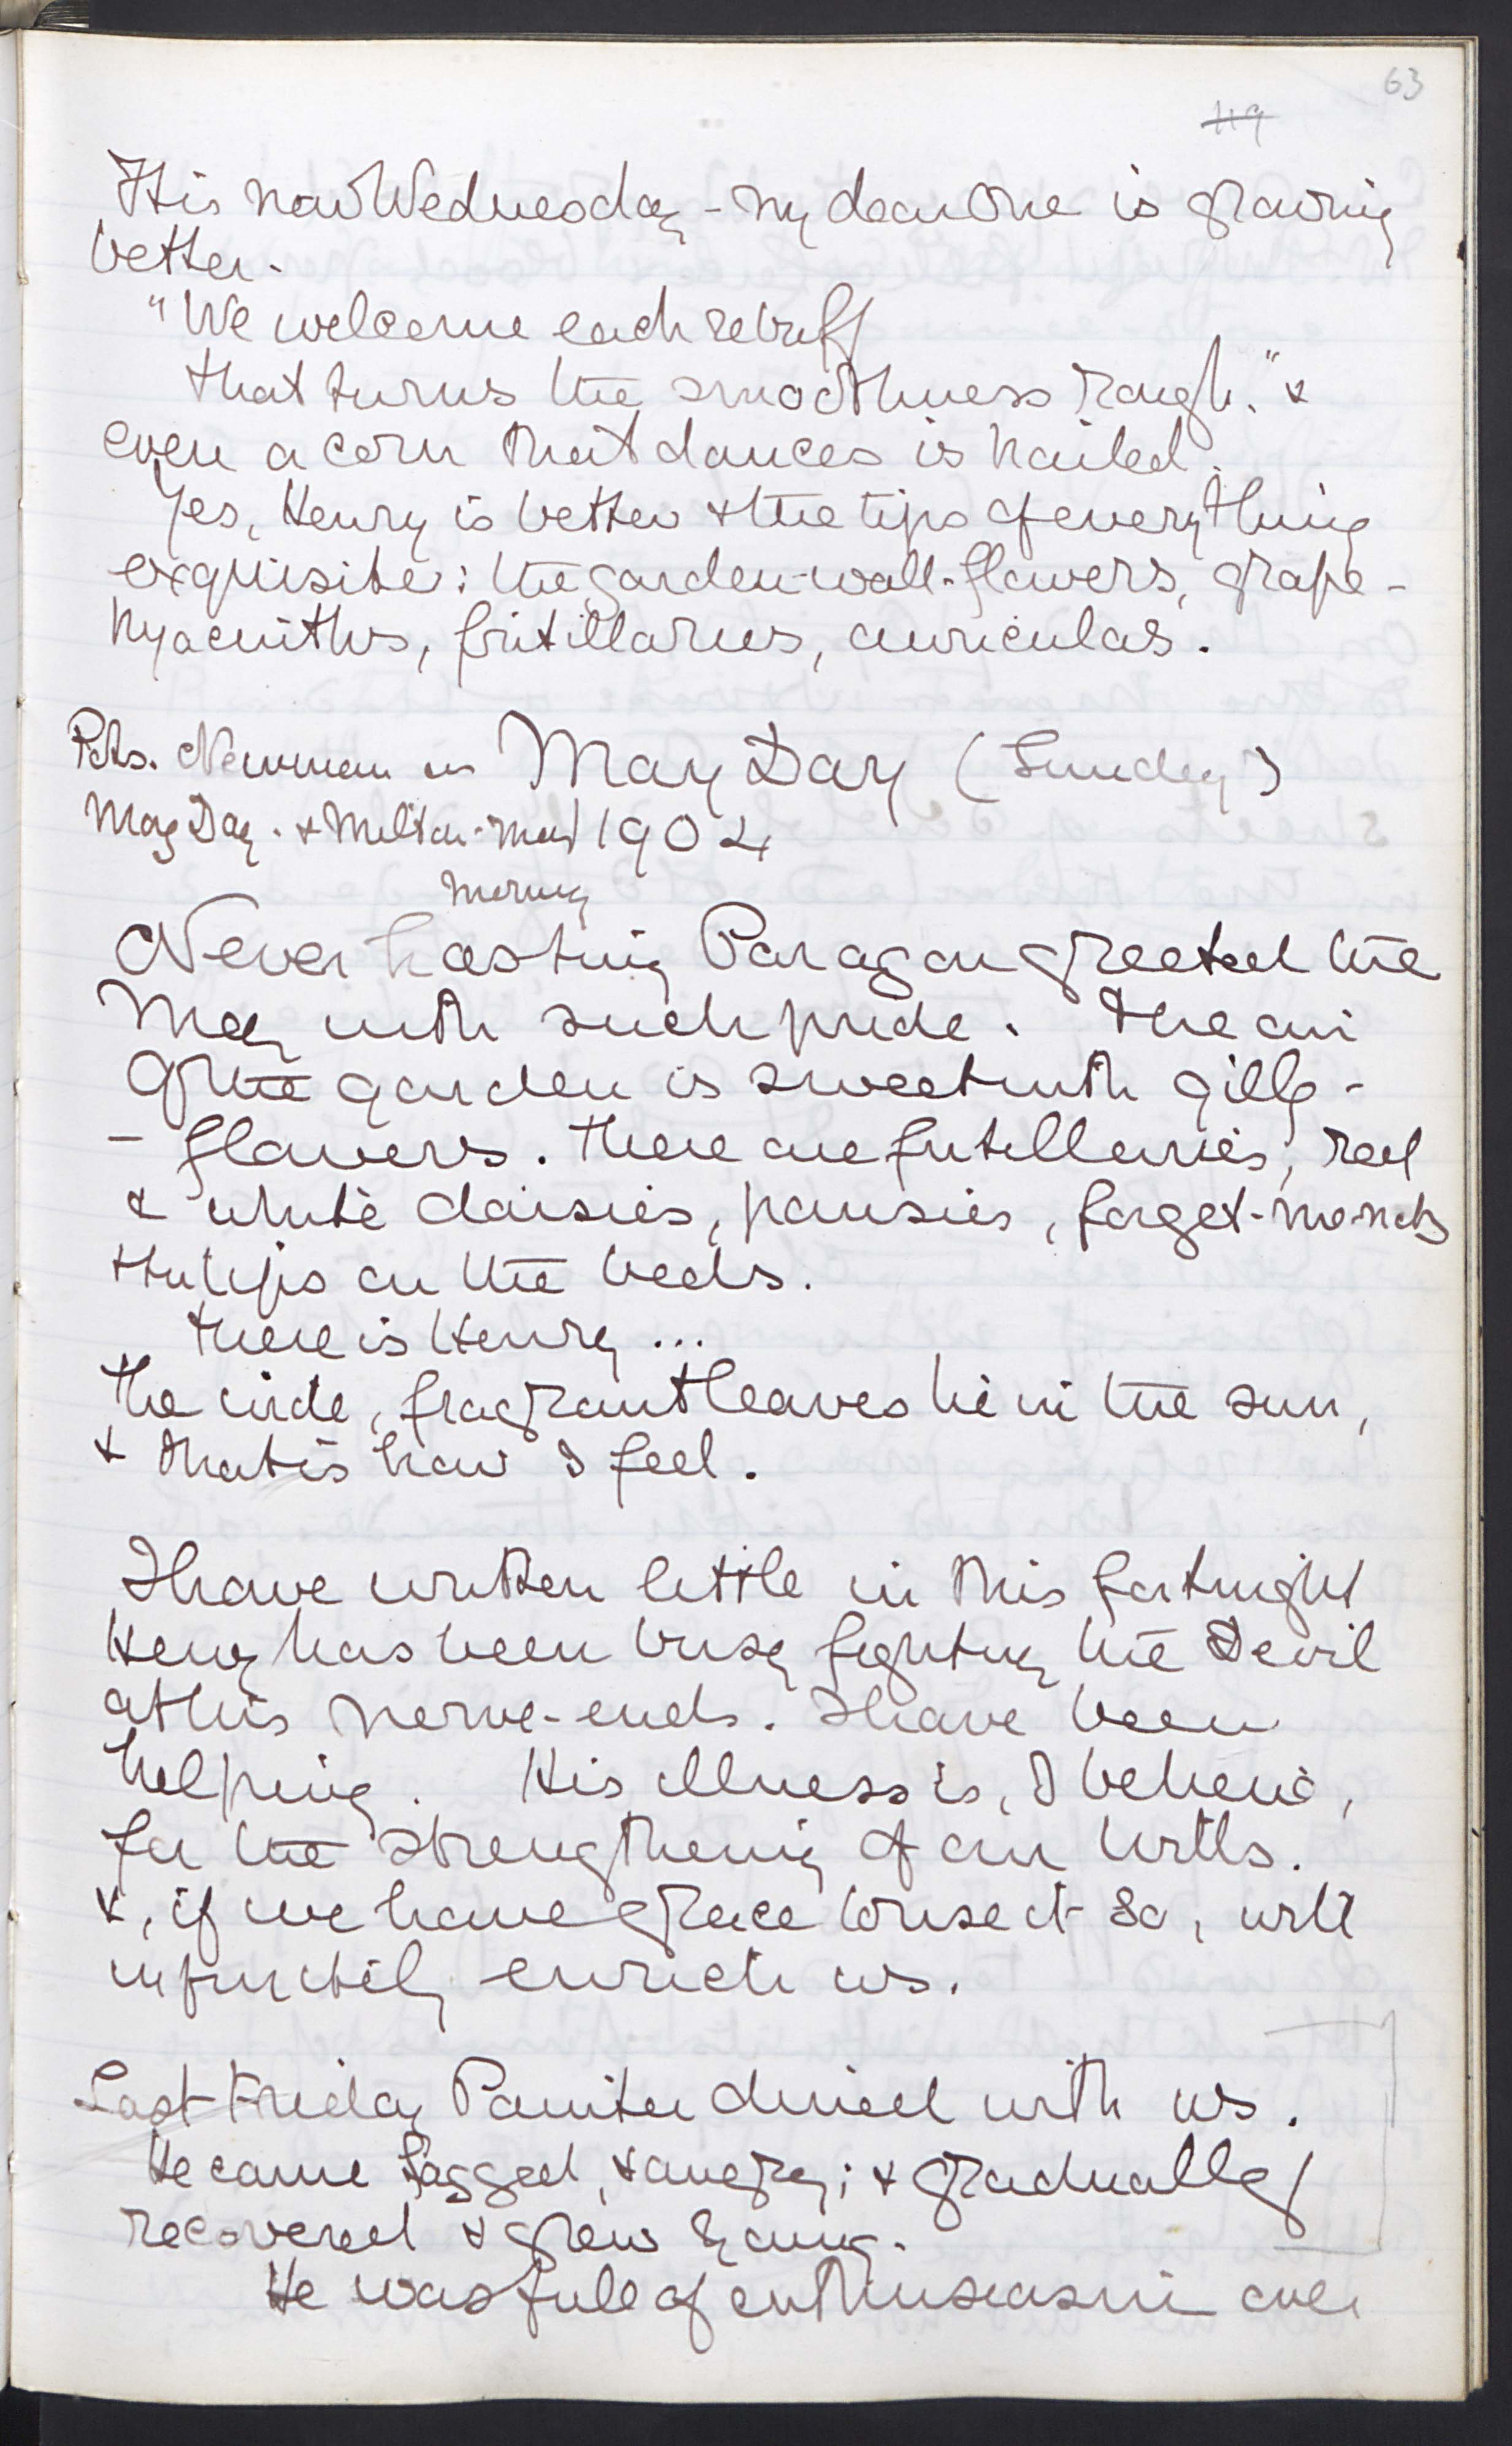 63
119
It is now Wednesday - my dear One is growing
better.
"We welcome each rebuff
that turns the smoothness rough." &
even a corn that dances is hailed.
Yes, Henry is better & the tips of everything
exquisite: the garden-wall-flowers, grape-
hyacinths, fritillaries, auriculas.
May Day (Sunday)
Newman on
May Day. & 1904
morning
Never hasting Paragon greeted the
May with such pride. The air
of the garden is sweet with gilly-
- flowers. There are fritillaries, red
& white daisies, pansies, forget-me-nots
& tulips in the beds.
There is Henry ...
The wide, fragrant leaves lie in the sun,
& that is how I feel.
I have written little in this fortnight
Henry has been busy fighting the Devil
at his nerve-ends. I have been
helping. His illness is, I believe,
for the strengthening of our wills.
&, if we have grace to use it so, will
infinitely enrich us.
Last Friday Painter dined with us.
He came fagged, & angry; & gradually
recovered & grew young.
He was full of enthusiasm over